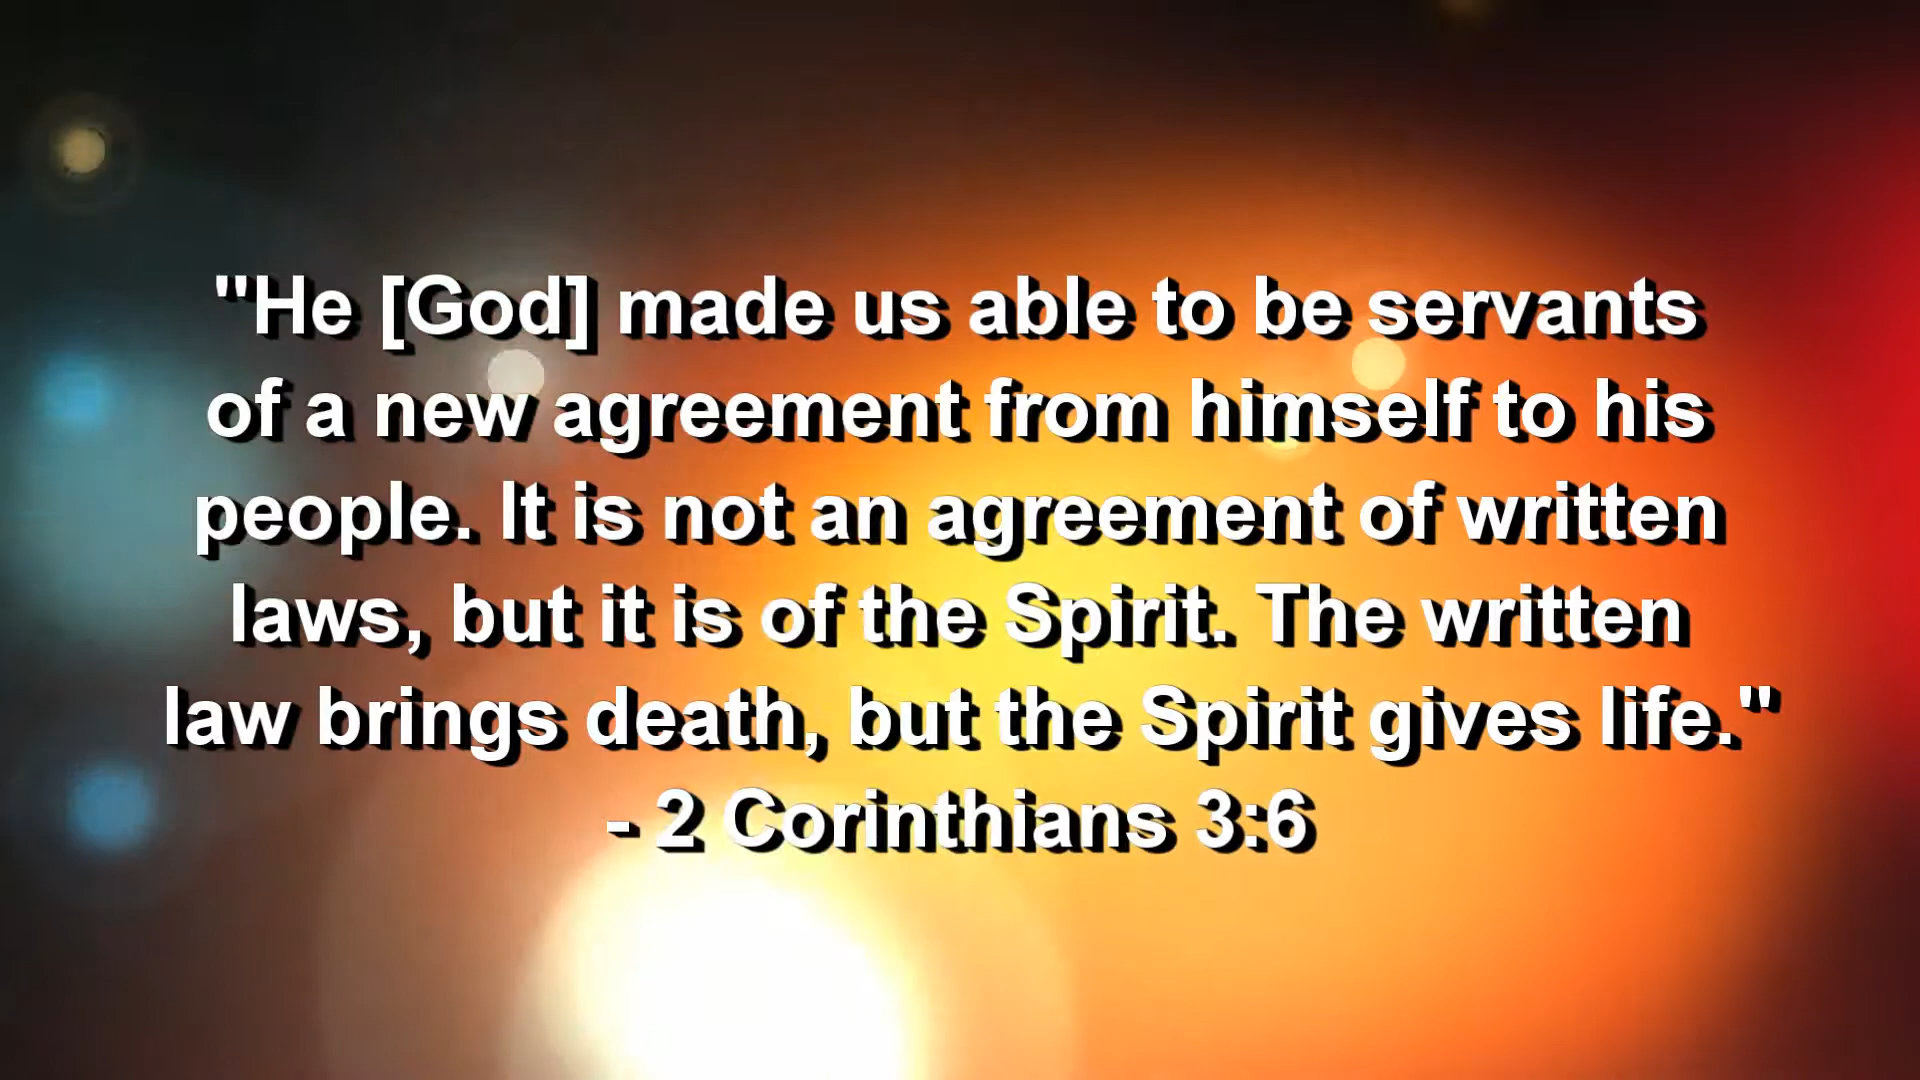 "He [God] made us able to be servants
of a new agreement from himself to his
people. It is not an agreement of written
laws, but it is of the Spirit. The written
law brings death, but the Spirit gives life."
- 2 Corinthians 3:6